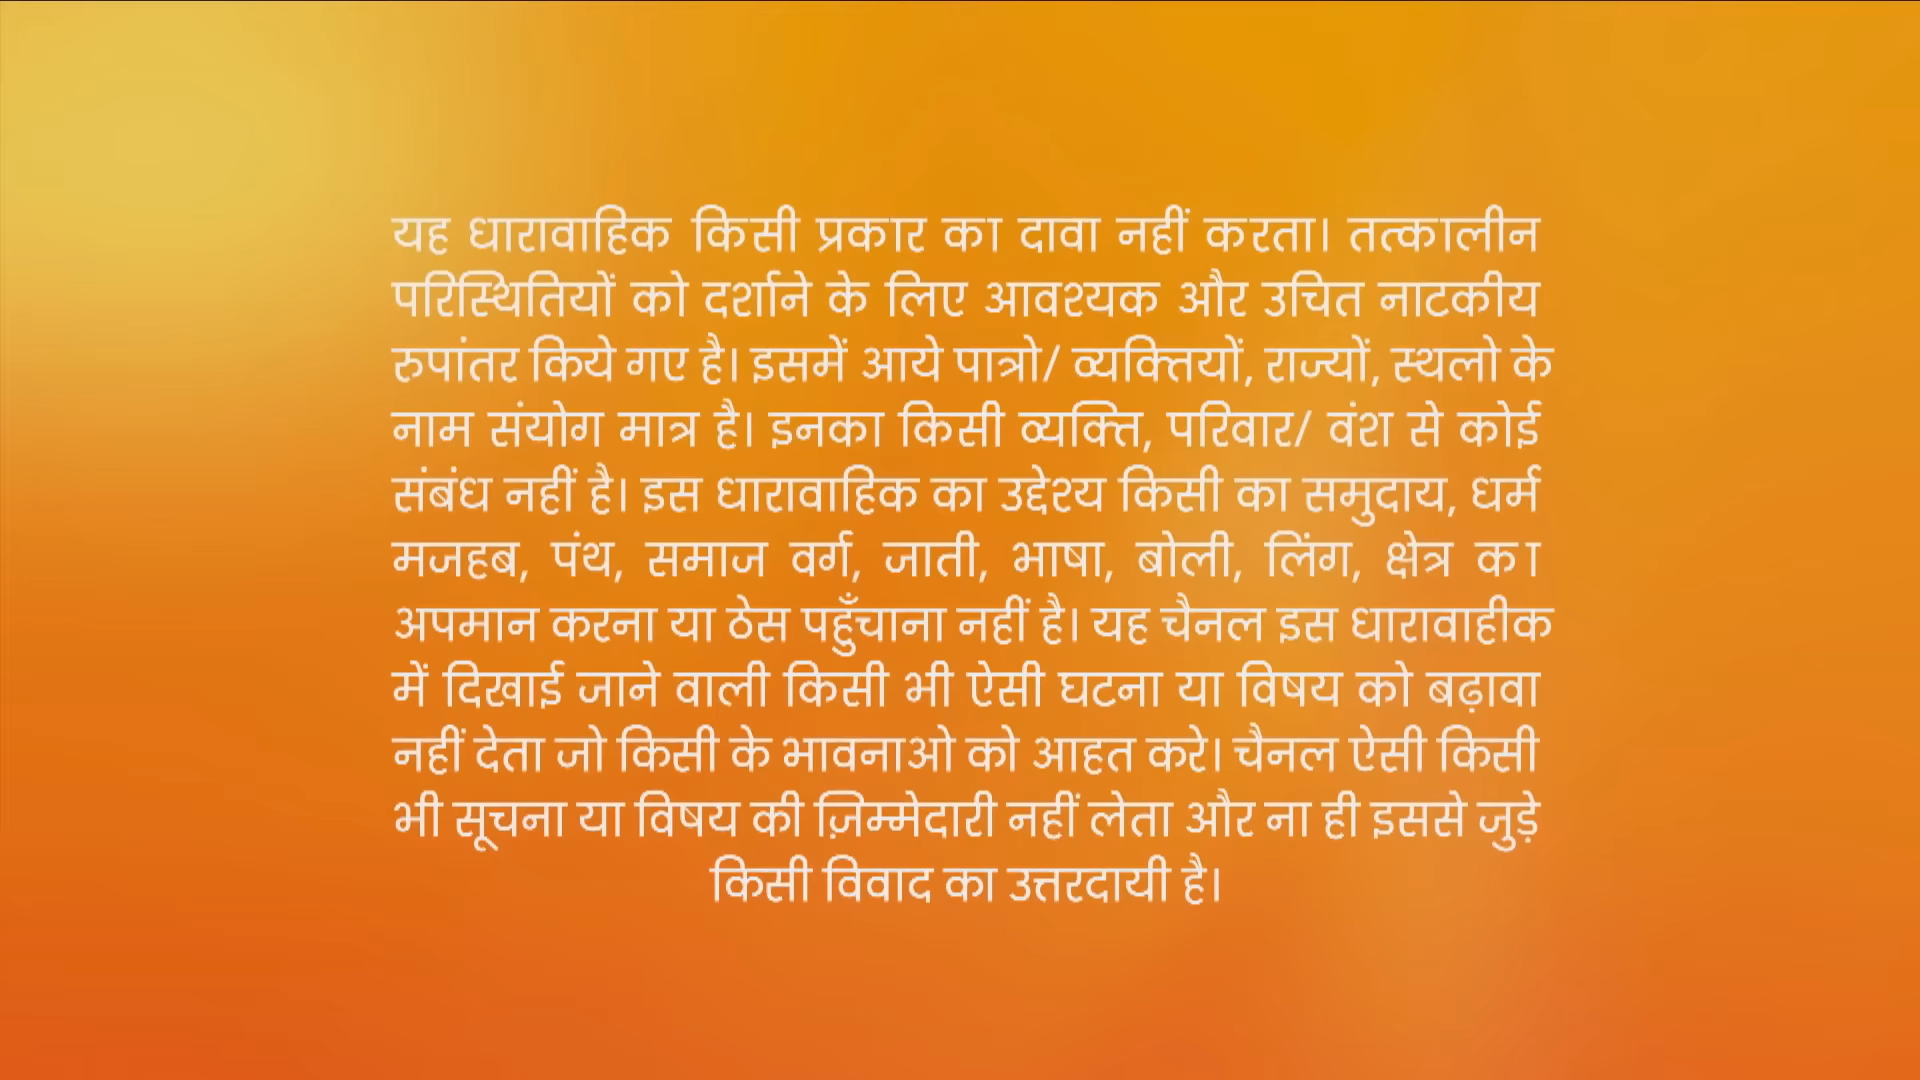 यह धारावाहिक किसी प्रकार का दावा नहीं करता। तत्कालीन
परिस्थितियों को दर्शाने के लिए आवश्यक और उचित नाटकीय
रुपांतर किये गए है। इसमें आये पात्रो/ व्यक्तियों, राज्यों, स्थलो के
नाम संयोग मात्र है। इनका किसी व्यक्ति, परिवार/ वंश से कोई
संबंध नहीं है। इस धारावाहिक का उद्देश्य किसी का समुदाय, धर्म
मजहब, पंथ, समाज वर्ग, जाती, भाषा, बोली, लिंग, क्षेत्र का
अपमान करना या ठेस पहुँचाना नहीं है। यह चैनल इस धारावाहीक
में दिखाई जाने वाली किसी भी ऐसी घटना या विषय को बढ़ावा
नहीं देता जो किसी के भावनाओ को आहत करे। चैनल ऐसी किसी
भी सूचना या विषय की ज़िम्मेदारी नहीं लेता और ना ही इससे जुड़े
किसी विवाद का उत्तरदायी है।